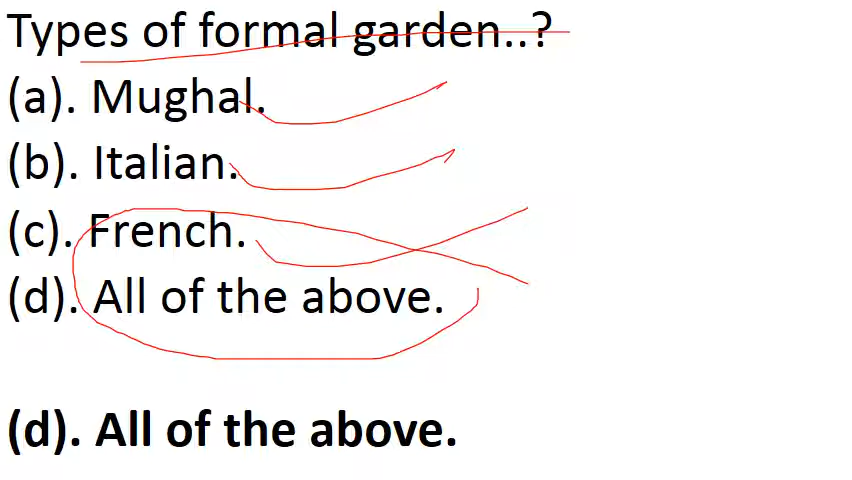 Types of formal garden..?
(a). Mughal.
(b). Italian.
(c). French.
(d). All of the above.
(d). All of the above.